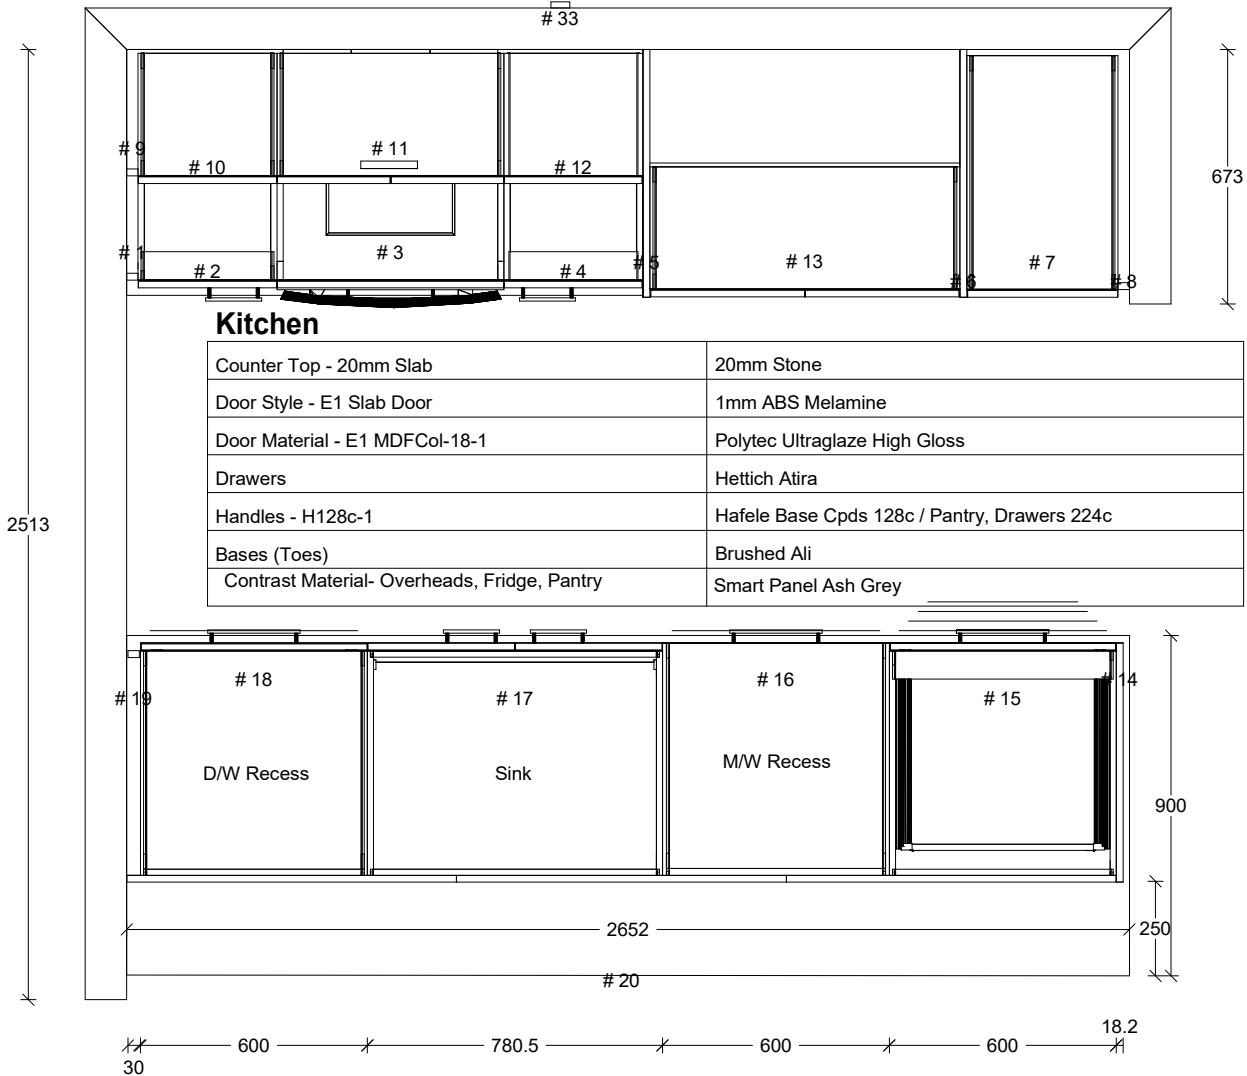 # 33
# 9
# 10
# 11
# 12
673
# 1
# 2
# 3
# 4
# 5
# 13
# 6
# 7
# 8
Kitchen
Counter Top - 20mm Slab
20mm Stone
Door Style - E1 Slab Door
1mm ABS Melamine
Door Material - E1 MDFCol-18-1
Polytec Ultraglaze High Gloss
Drawers
Hettich Atira
2513
Handles - H128c-1
Hafele Base Cpds 128c / Pantry, Drawers 224c
Bases (Toes)
Brushed Ali
Contrast Material- Overheads, Fridge, Pantry
Smart Panel Ash Grey
# 19
# 18
# 17
# 16
# 15
# 14
D/W Recess
Sink
M/W Recess
900
2652
250
# 20
18.2
30
600
780.5
600
600